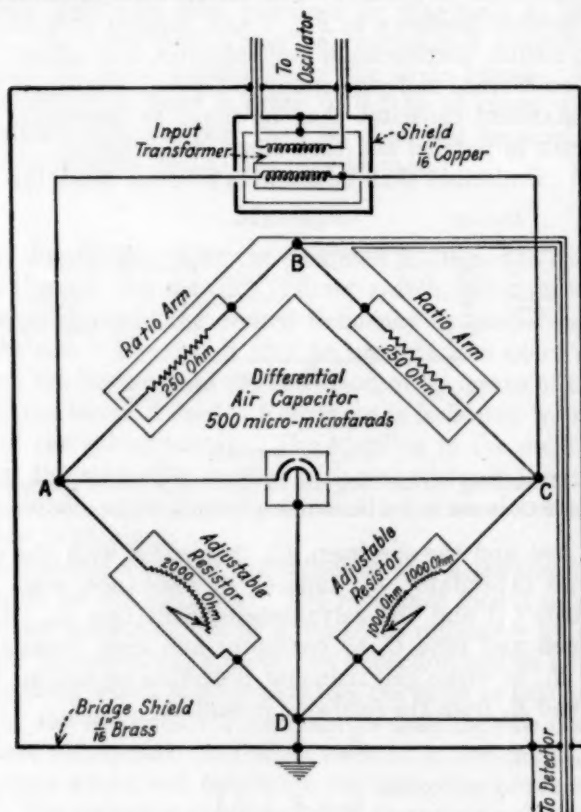 To
Oscillator
Input
Transformer
Shield
1/16" Copper
B
Ratio Arm
250 Ohm
Ratio Arm
250 Ohm
Differential
Air Capacitor
500 micro-microfarads
A
C
Adjustable
Resistor
2000
Ohm
Adjustable
Resistor
1000 Ohm 1000 Ohm
Bridge Shield
1/16" Brass
D
To Detector